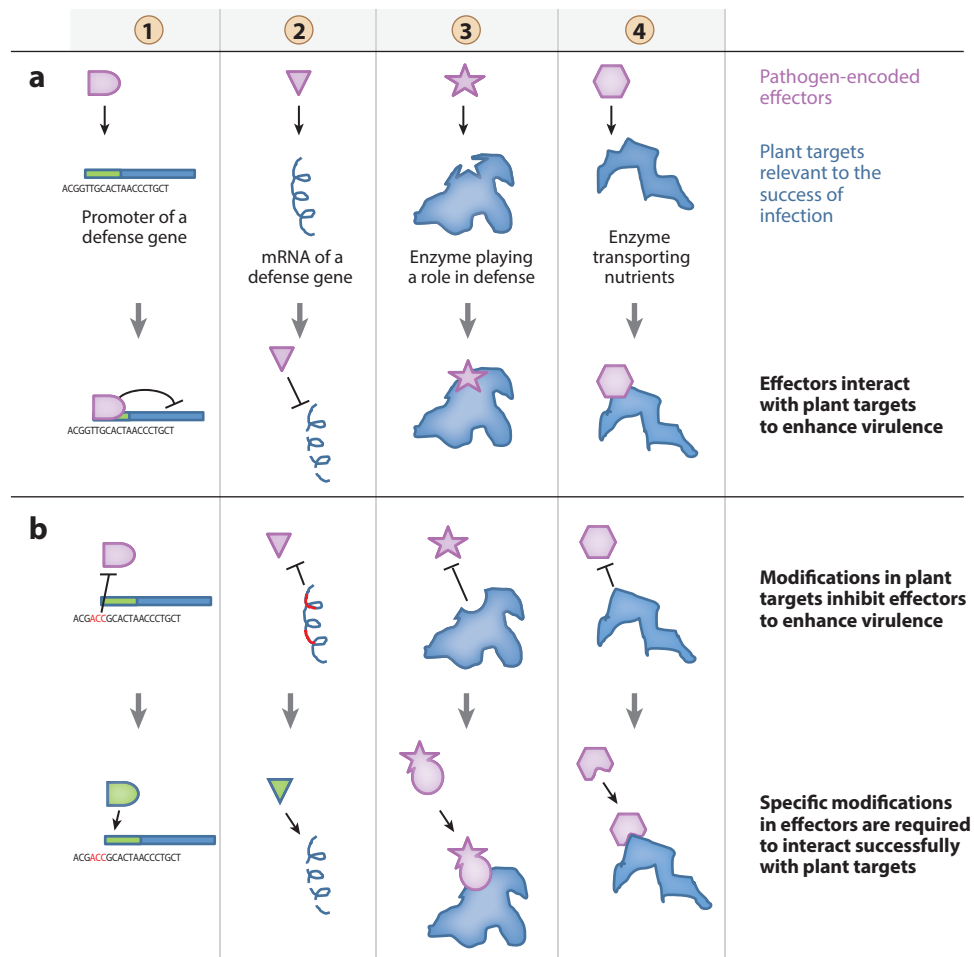 1
2
3
4
a
Pathogen-encoded
effectors
Plant targets
relevant to the
success of
infection
ACGGTTGCACTAACCCTGCT
Promoter of a
defense gene
mRNA of a
defense gene
Enzyme playing
a role in defense
Enzyme
transporting
nutrients
ACGGTTGCACTAACCCTGCT
Effectors interact
with plant targets
to enhance virulence
b
ACGACCGCACTAACCCTGCT
Modifications in plant
targets inhibit effectors
to enhance virulence
ACGACCGCACTAACCCTGCT
Specific modifications
in effectors are required
to interact successfully
with plant targets